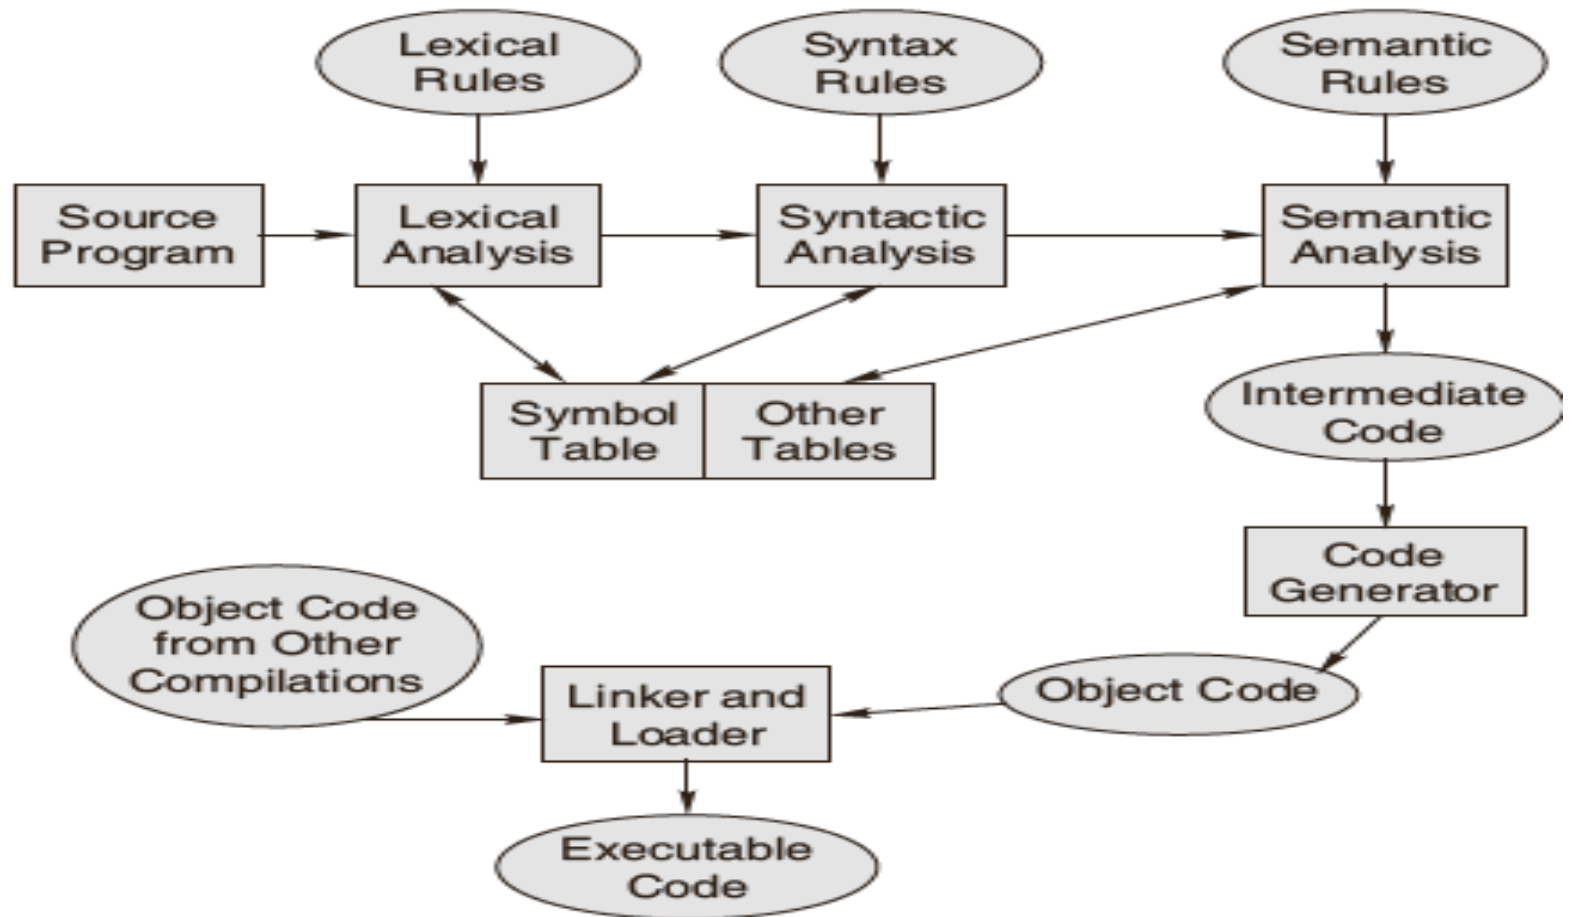 Lexical
Rules
Syntax
Rules
Semantic
Rules
Source
Program
Lexical
Analysis
Syntactic
Analysis
Semantic
Analysis
Symbol
Table
Other
Tables
Intermediate
Code
Code
Generator
Object Code
from Other
Compilations
Linker and
Loader
Object Code
Executable
Code